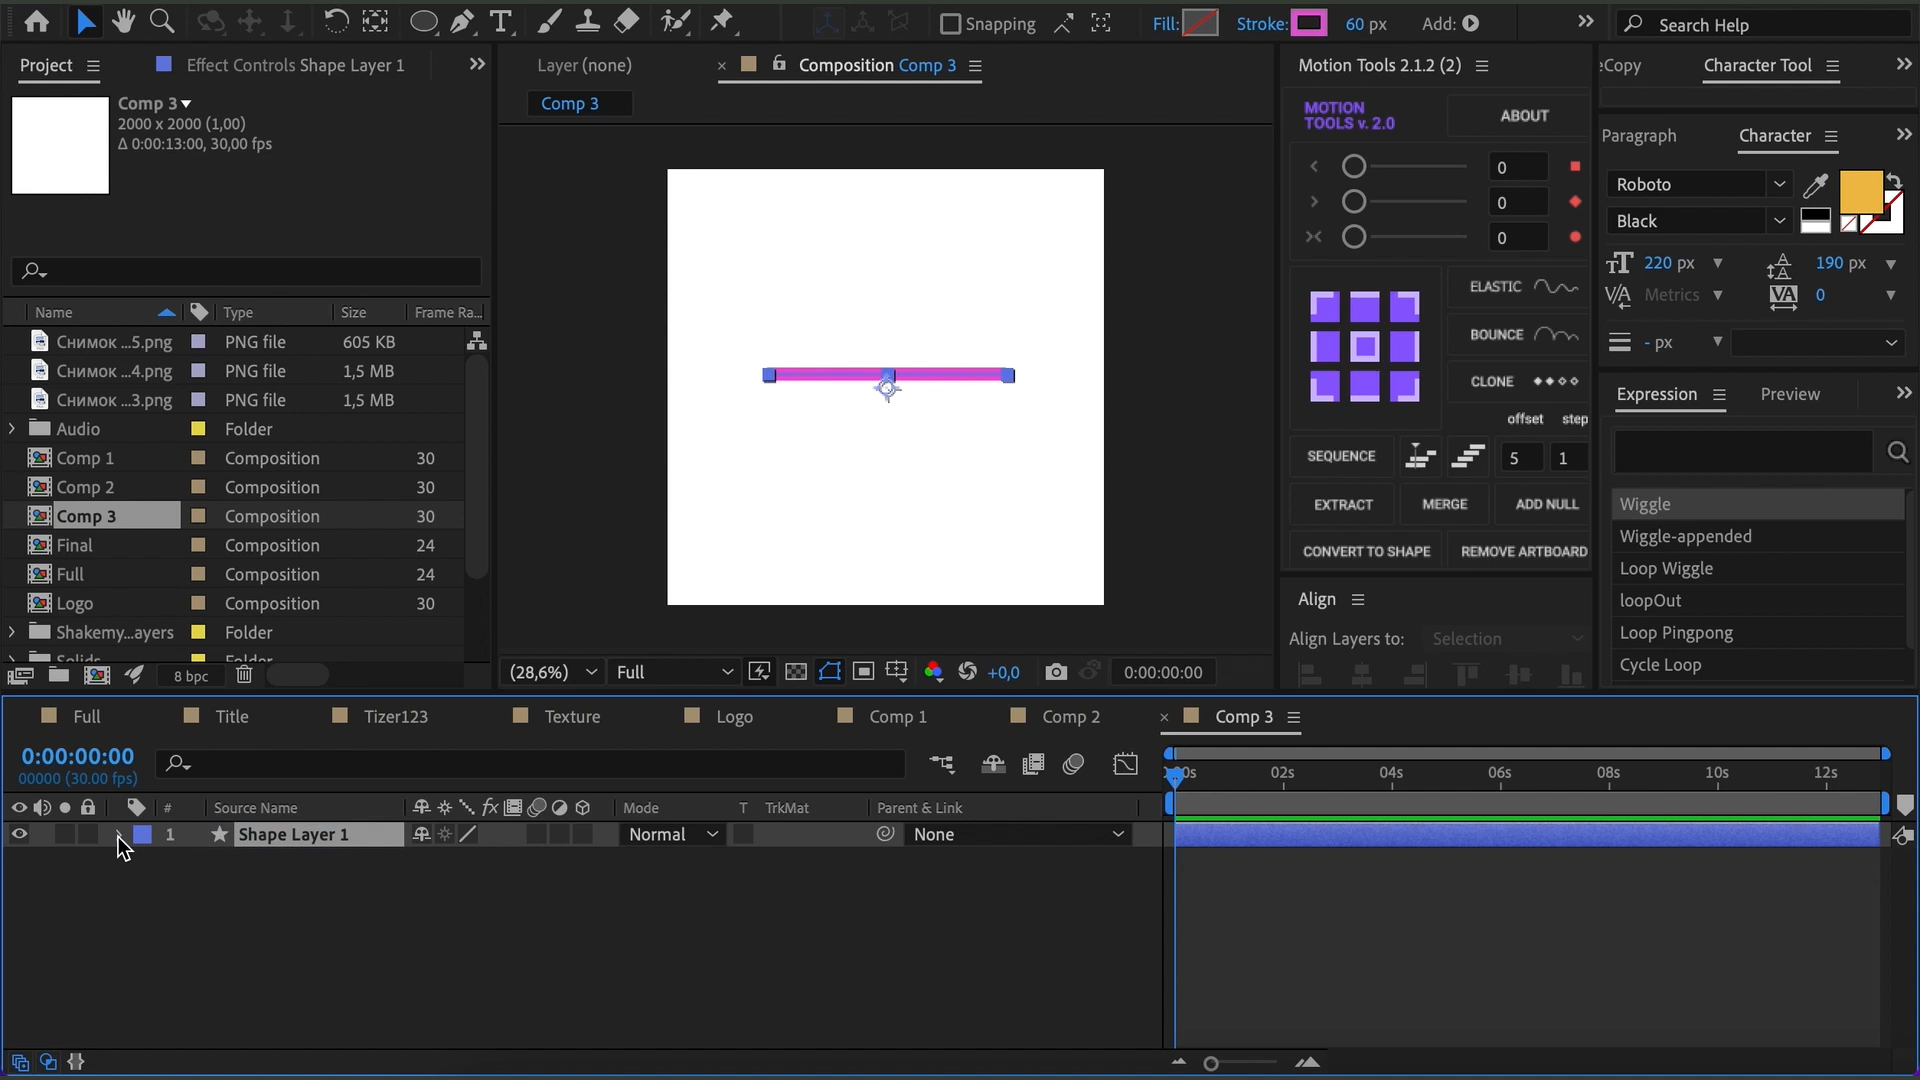 Snapping
Fill:
Stroke:
60 px
Add:
Search Help
Project
Effect Controls Shape Layer 1
Layer (none)
Composition Comp 3
Motion Tools 2.1.2 (2)
eCopy
Character Tool
Comp 3
2000 x 2000 (1,00)
Δ 0:00:13:00, 30,00 fps
Comp 3
MOTION
TOOLS v. 2.0
ABOUT
0
0
0
ELASTIC
BOUNCE
CLONE
offset
step
SEQUENCE
5
1
EXTRACT
MERGE
ADD NULL
CONVERT TO SHAPE
REMOVE ARTBOARD
Align
Align Layers to:
Selection
Paragraph
Character
Roboto
Black
220 px
190 px
Metrics
0
- px
Expression
Preview
Wiggle
Wiggle-appended
Loop Wiggle
loopOut
Loop Pingpong
Cycle Loop
Name
Type
Size
Frame Ra...
Снимок ...5.png
PNG file
605 KB
Снимок ...4.png
PNG file
1,5 MB
Снимок ...3.png
PNG file
1,5 MB
Audio
Folder
Comp 1
Composition
30
Comp 2
Composition
30
Comp 3
Composition
30
Final
Composition
24
Full
Composition
24
Logo
Composition
30
Shakemy...ayers
Folder
Solids
Folder
8 bpc
(28,6%)
Full
+0,0
0:00:00:00
Full
Title
Tizer123
Texture
Logo
Comp 1
Comp 2
Comp 3
0:00:00:00
00000 (30.00 fps)
02s
04s
06s
08s
10s
12s
#
Source Name
fx
Mode
T
TrkMat
Parent & Link
1
Shape Layer 1
Normal
None